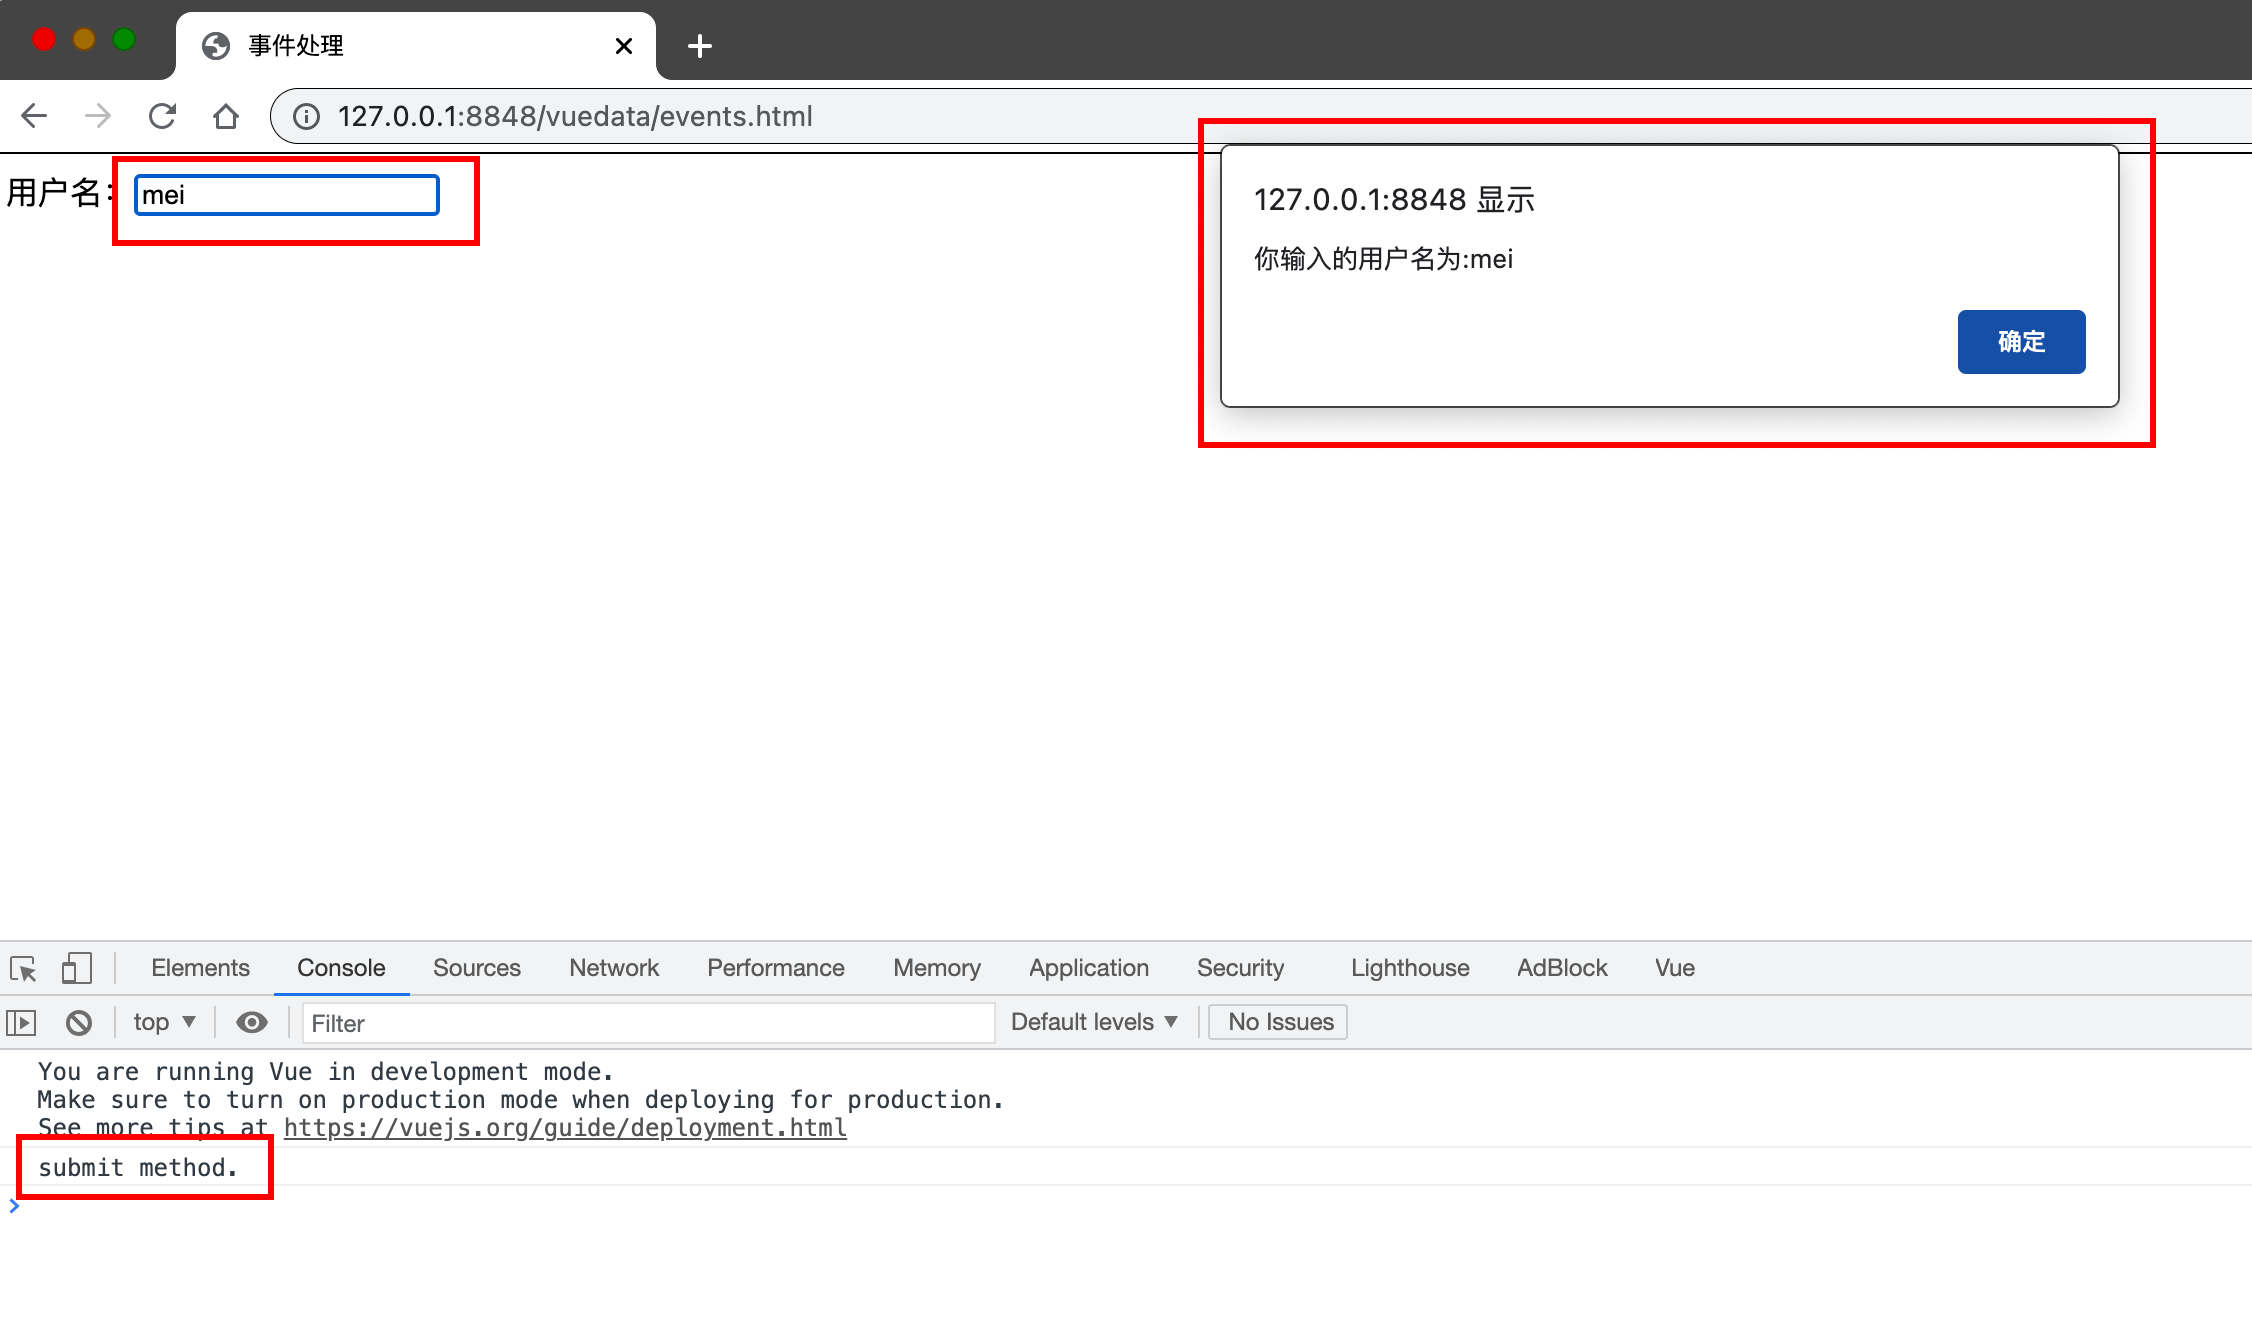 事件处理
127.0.0.1:8848/vuedata/events.html
用户名: mei
127.0.0.1:8848 显示
你输入的用户名为:mei
确定
Elements Console Sources Network Performance Memory Application Security Lighthouse AdBlock Vue
top Filter Default levels No Issues
You are running Vue in development mode.
Make sure to turn on production mode when deploying for production.
See more tips at https://vuejs.org/guide/deployment.html
submit method.